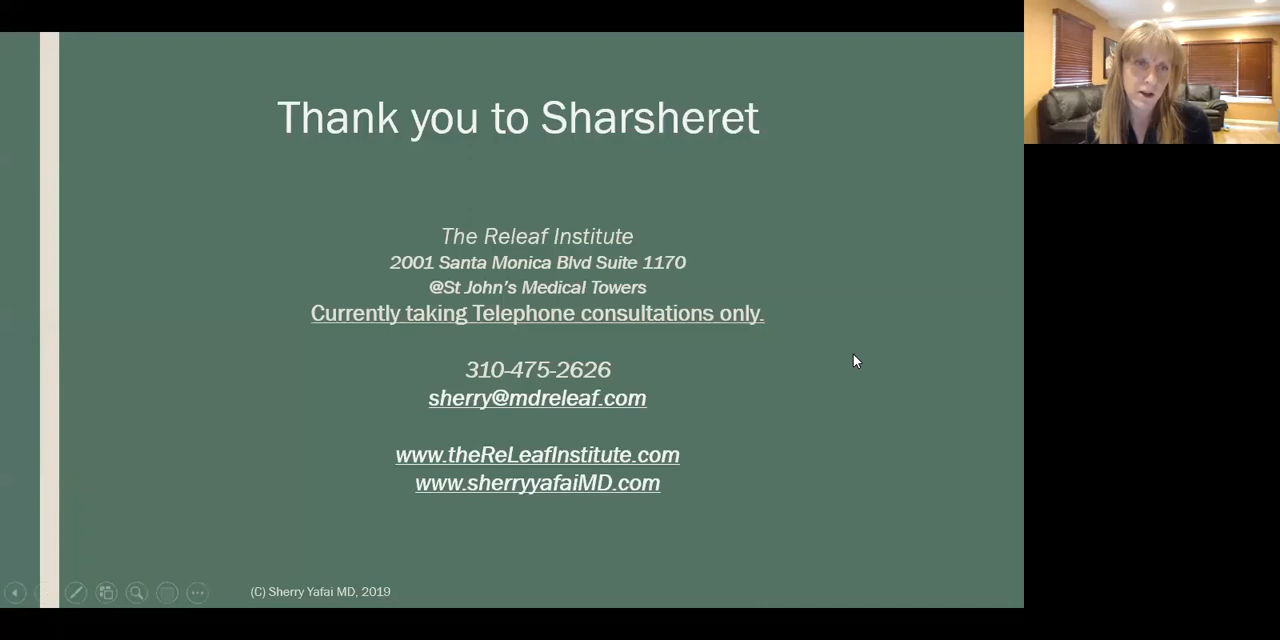 Thank you to Sharsheret
The Releaf Institute
2001 Santa Monica Blvd Suite 1170
@St John's Medical Towers
Currently taking Telephone consultations only.
310-475-2626
sherry@mdreleaf.com
www.theReLeafInstitute.com
www.sherryyafaiMD.com
(C) Sherry Yafai MD, 2019